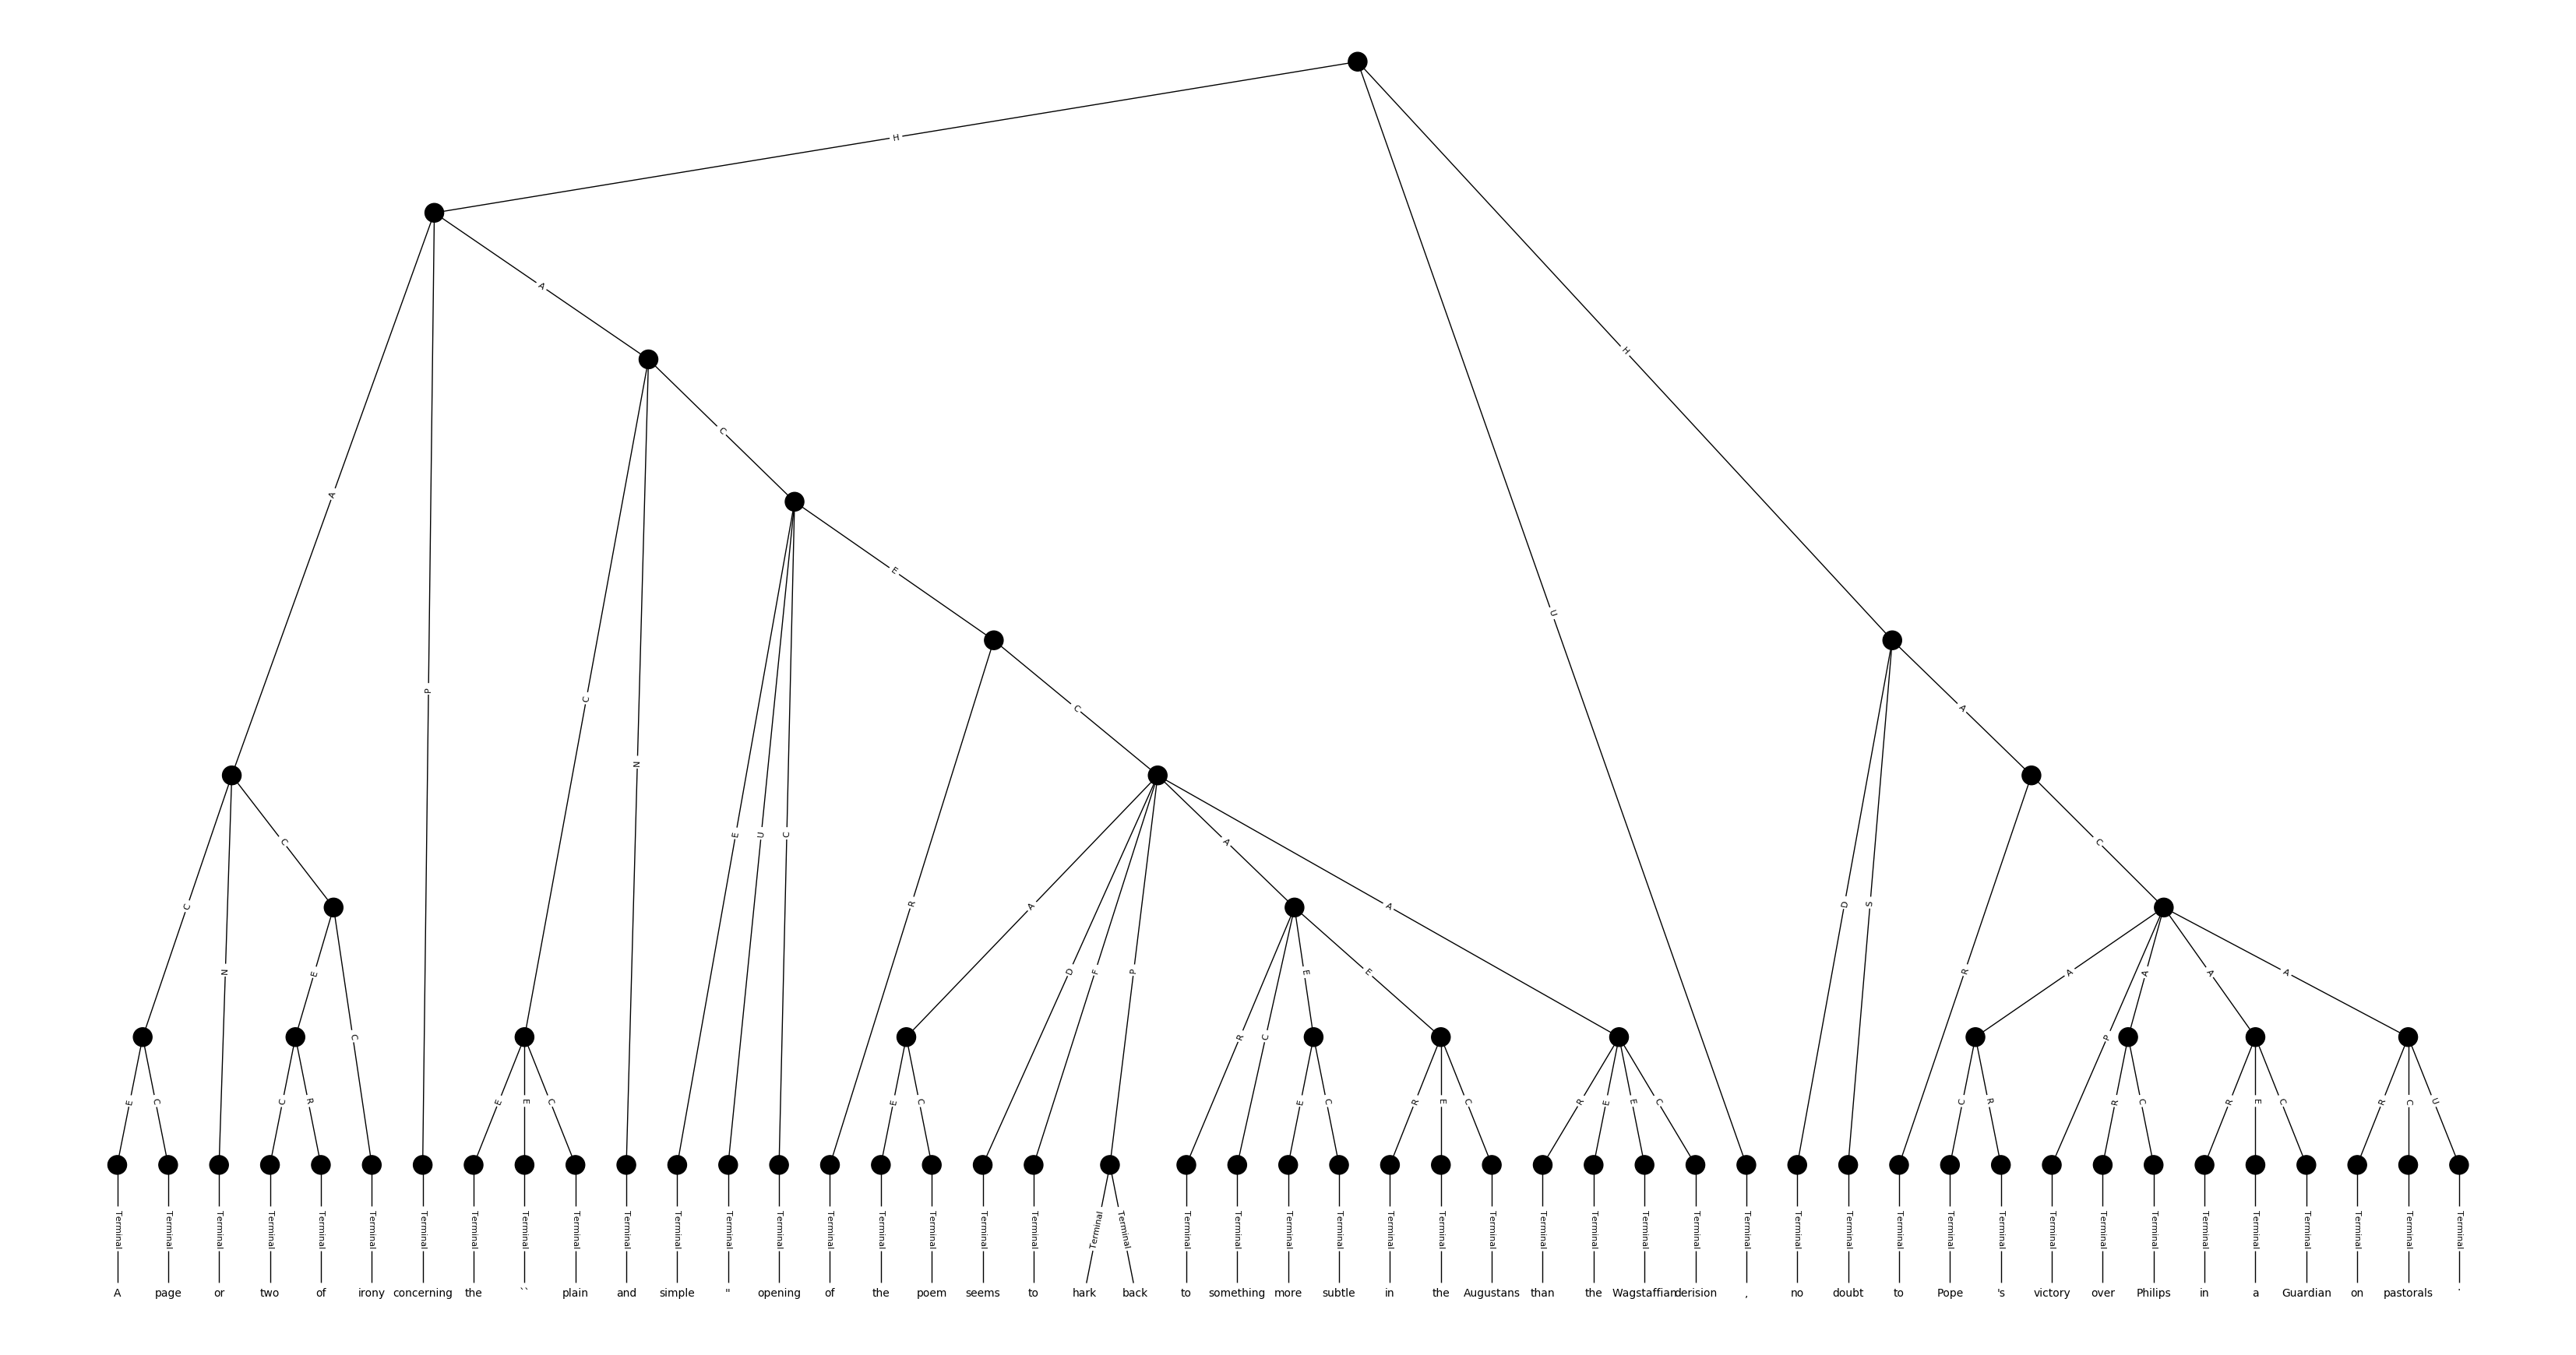 H
A
A
C
C
E
H
U
P
C
N
E
U
C
R
C
A
C
N
C
A
D
F
P
A
A
D
S
R
C
E
C
R
C
E
E
A
P
A
A
A
E
C
C
R
E
E
C
E
C
E
C
R
E
C
R
E
E
C
C
R
R
C
R
E
C
R
C
U
Terminal Terminal Terminal Terminal Terminal Terminal Terminal Terminal Terminal Terminal Terminal Terminal Terminal Terminal Terminal Terminal Terminal Terminal Terminal Terminal Terminal Terminal Terminal Terminal Terminal Terminal Terminal Terminal Terminal Terminal Terminal Terminal Terminal Terminal Terminal Terminal Terminal Terminal Terminal Terminal Terminal Terminal Terminal Terminal Terminal Terminal Terminal
A page or two of irony concerning the `` plain and simple " opening of the poem seems to hark back to something more subtle in the Augustans than the Wagstaffian derision , no doubt to Pope 's victory over Philips in a Guardian on pastorals .